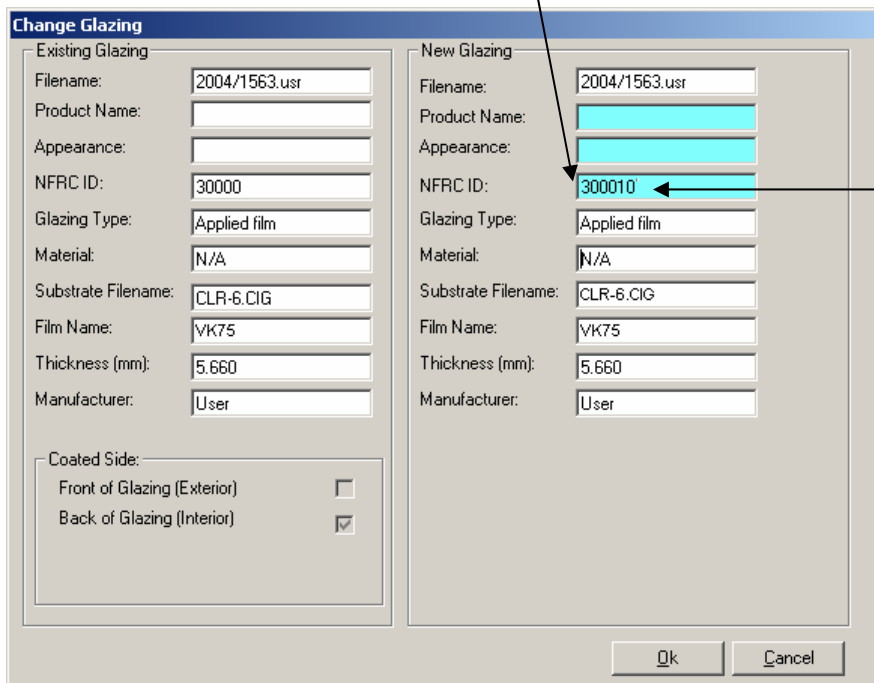 Change Glazing
Existing Glazing
Filename: 2004/1563.usr
Product Name:
Appearance:
NFRC ID: 30000
Glazing Type: Applied film
Material: N/A
Substrate Filename: CLR-6.CIG
Film Name: VK75
Thickness (mm): 5.660
Manufacturer: User
Coated Side:
Front of Glazing (Exterior)
Back of Glazing (Interior)
New Glazing
Filename: 2004/1563.usr
Product Name:
Appearance:
NFRC ID: 300010
Glazing Type: Applied film
Material: N/A
Substrate Filename: CLR-6.CIG
Film Name: VK75
Thickness (mm): 5.660
Manufacturer: User
Ok Cancel